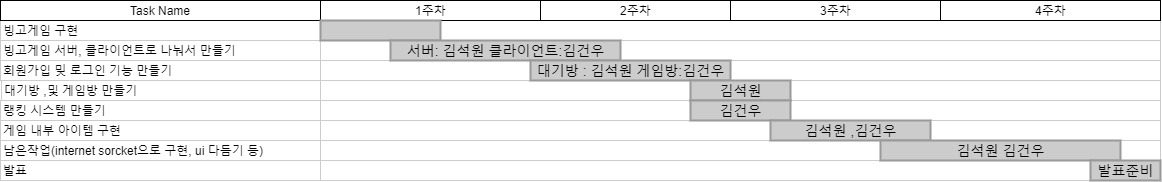 Task Name 1주차 2주차 3주차 4주차
빙고게임 구현
빙고게임 서버, 클라이언트로 나눠서 만들기 서버: 김석원 클라이언트:김건우
회원가입 및 로그인 기능 만들기 대기방 : 김석원 게임방:김건우
대기방 ,및 게임방 만들기 김석원
랭킹 시스템 만들기 김건우
게임 내부 아이템 구현 김석원 ,김건우
남은작업(internet sorcket으로 구현, ui 다듬기 등) 김석원 김건우
발표 발표준비